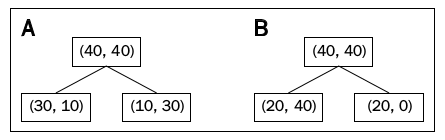 A B
(40, 40) (40, 40)
(30, 10) (10, 30) (20, 40) (20, 0)